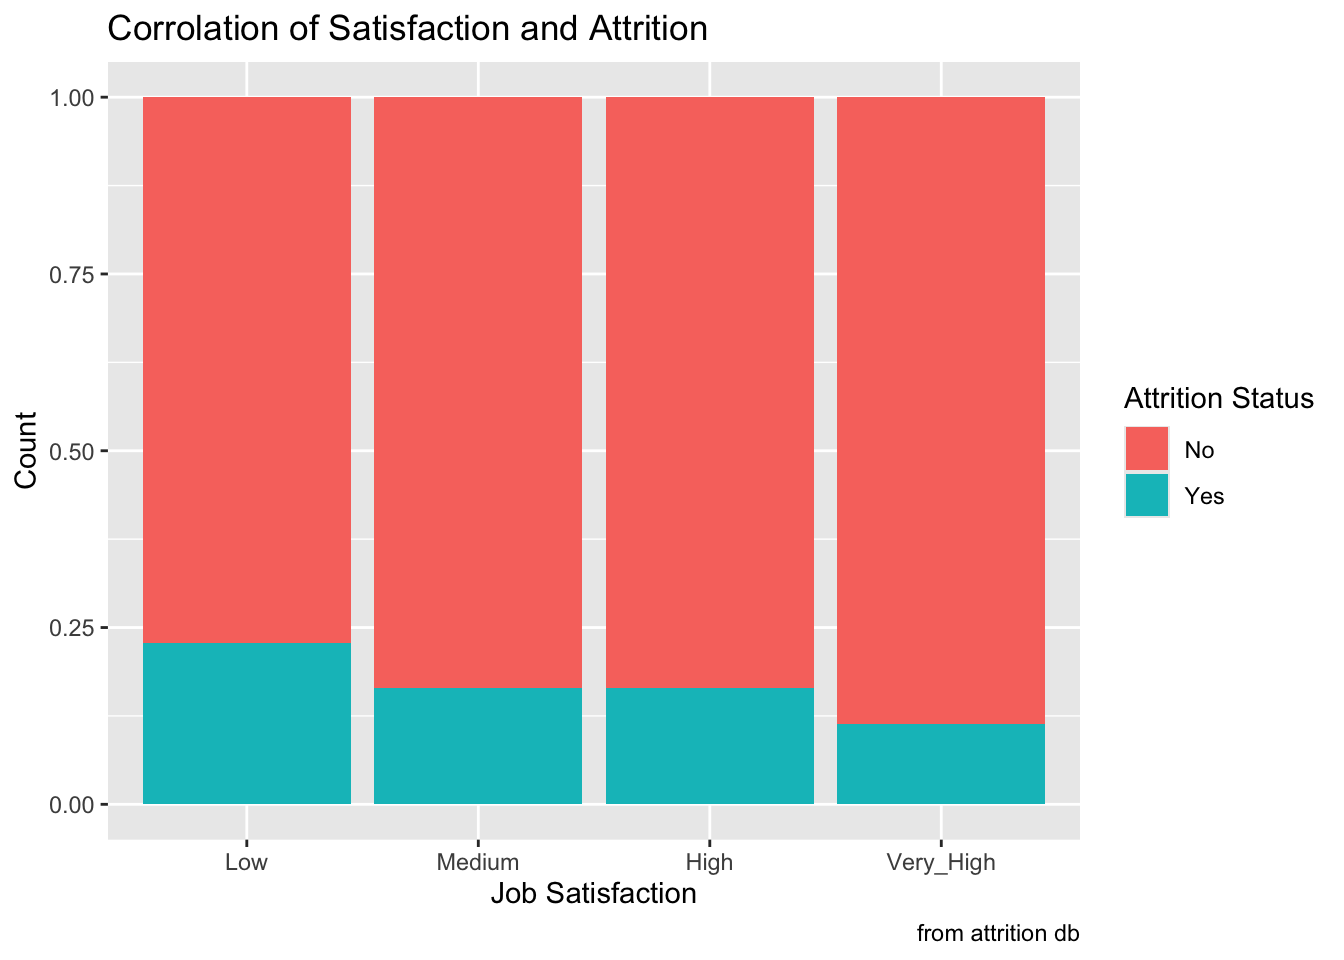 Corrolation of Satisfaction and Attrition
1.00
0.75
0.50
0.25
0.00
Count
Low Medium High Very_High
Job Satisfaction
Attrition Status
No
Yes
from attrition db